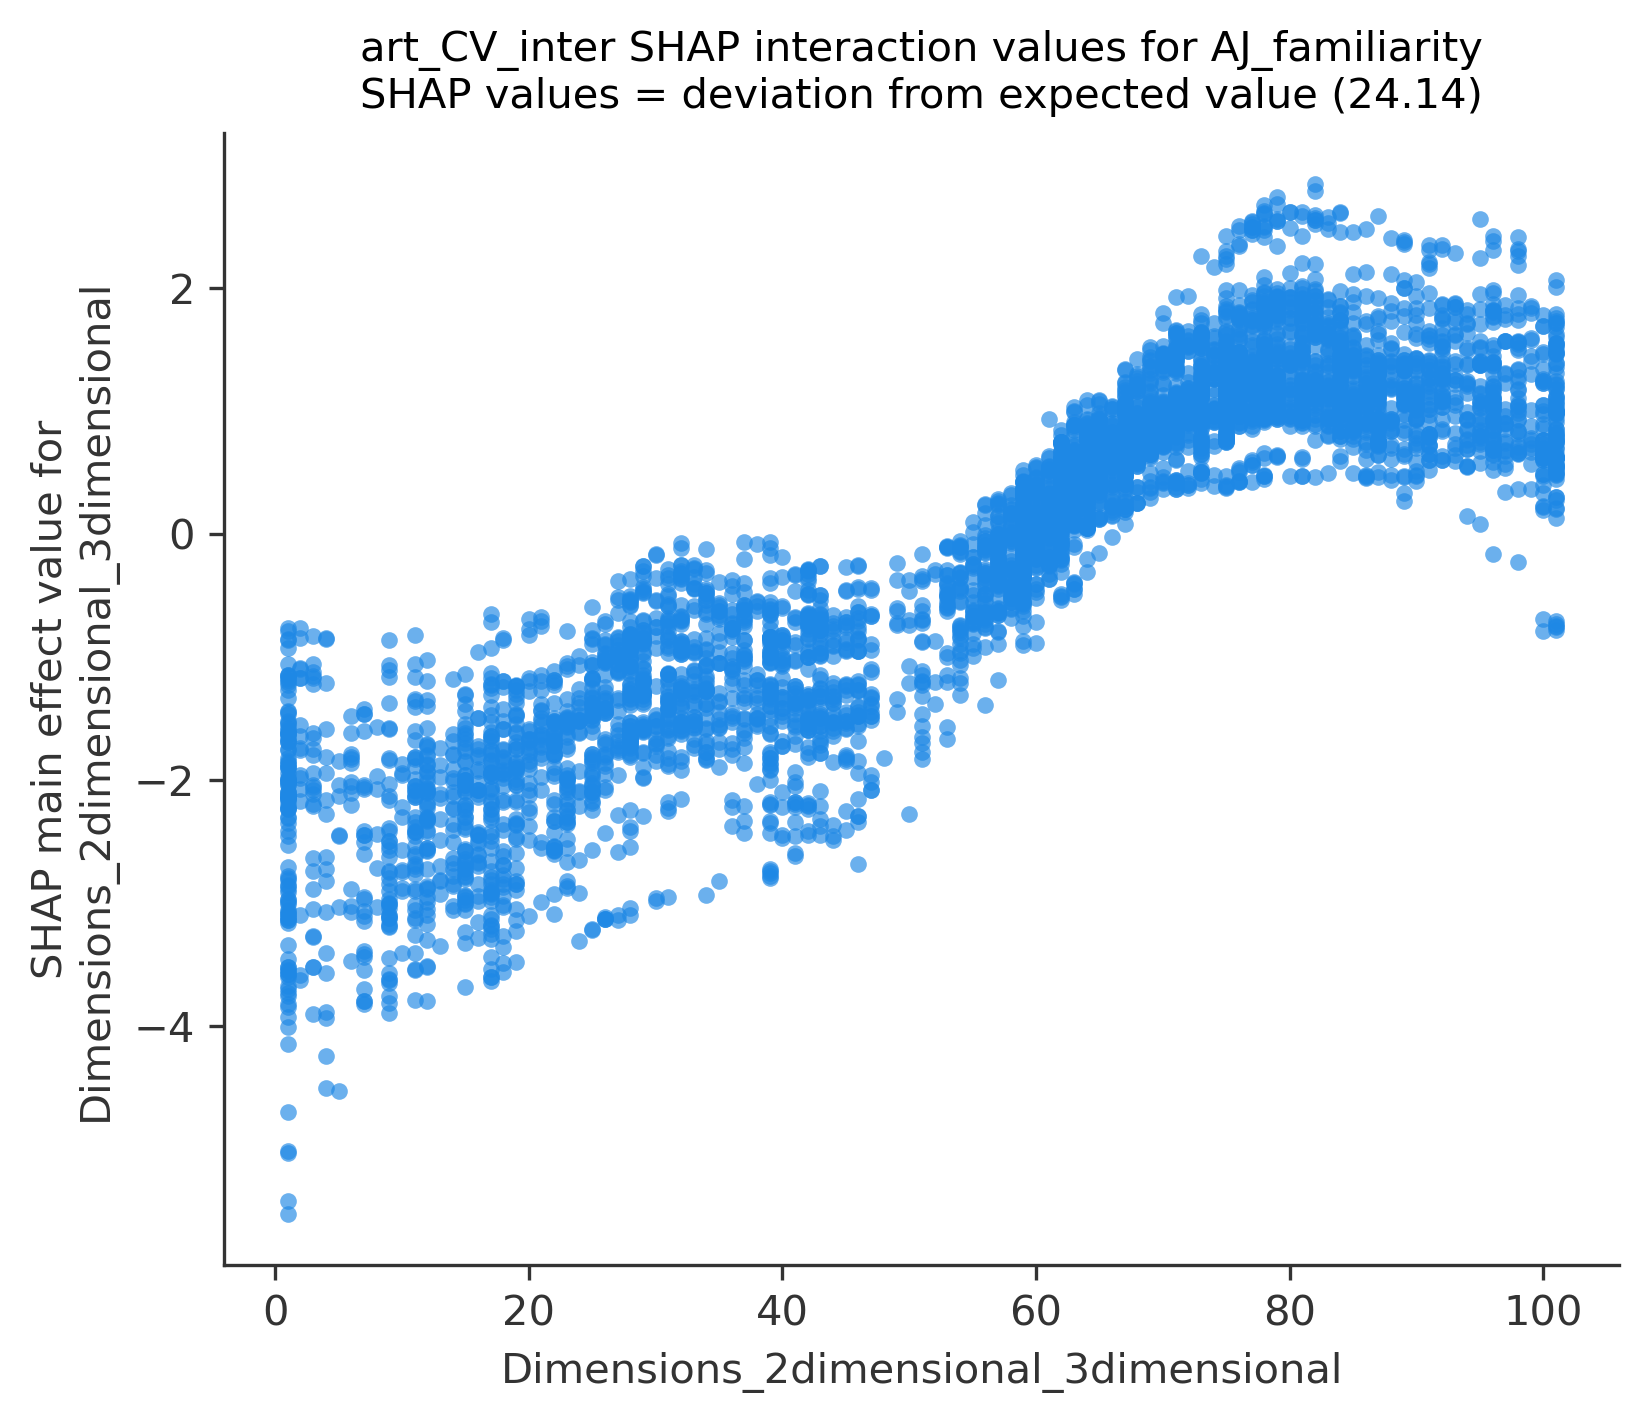 art_CV_inter SHAP interaction values for AJ_familiarity
SHAP values = deviation from expected value (24.14)
SHAP main effect value for
Dimensions_2dimensional_3dimensional
2
0
−2
−4
0 20 40 60 80 100
Dimensions_2dimensional_3dimensional